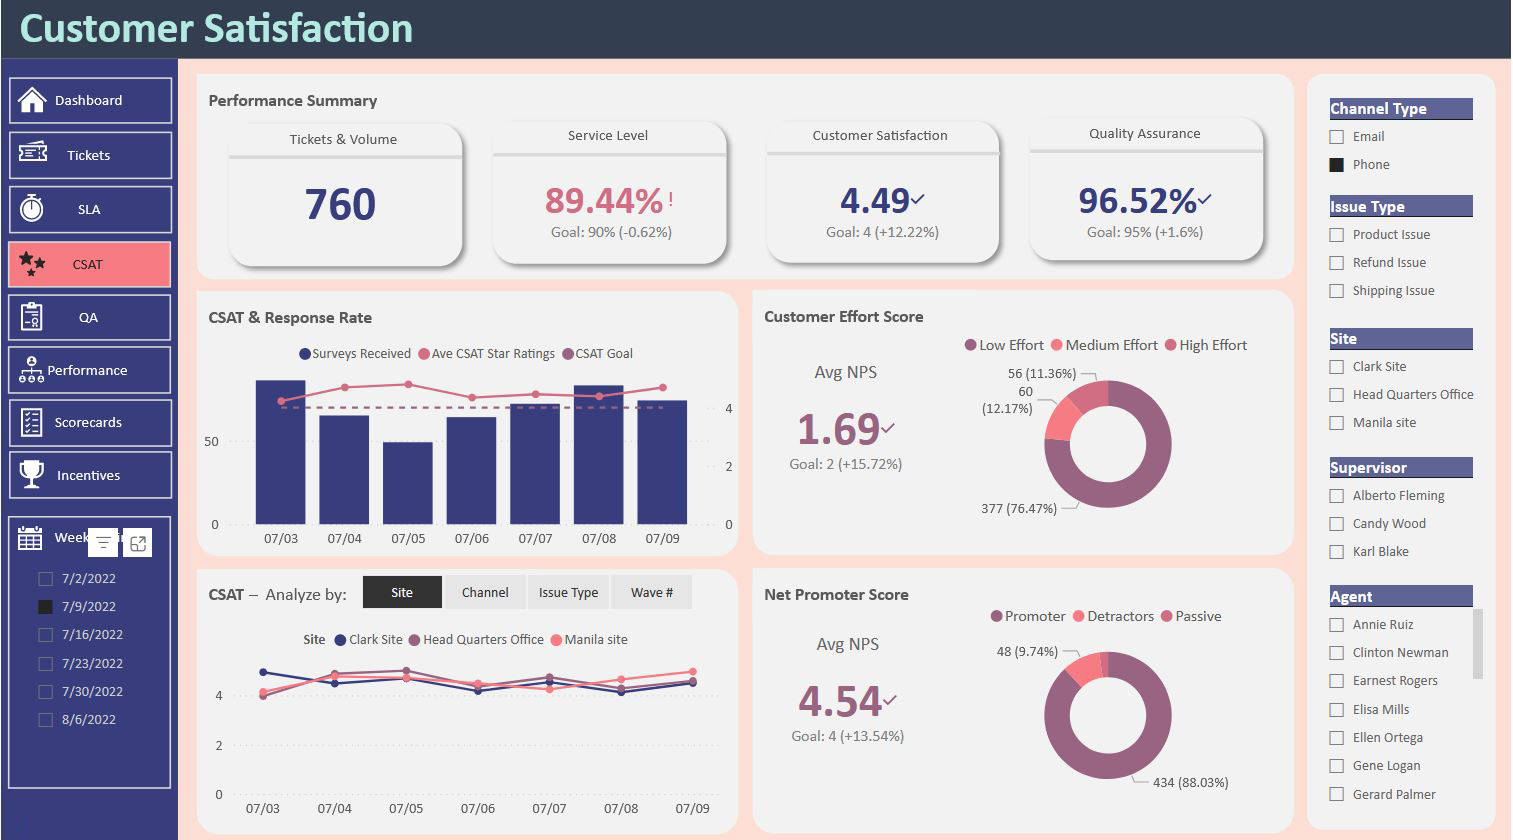 Customer Satisfaction
Dashboard
Tickets
SLA
CSAT
QA
Performance
Scorecards
Incentives
7/2/2022
7/9/2022
7/16/2022
7/23/2022
7/30/2022
8/6/2022
Performance Summary
Tickets & Volume
760
Service Level
89.44%!
Goal: 90% (-0.62%)
Customer Satisfaction
4.49✓
Goal: 4 (+12.22%)
Quality Assurance
96.52%✓
Goal: 95% (+1.6%)
CSAT & Response Rate
Surveys Received Ave CSAT Star Ratings CSAT Goal
50
0
4
2
0
07/03 07/04 07/05 07/06 07/07 07/08 07/09
Customer Effort Score
Low Effort Medium Effort High Effort
Avg NPS
1.69✓
Goal: 2 (+15.72%)
56 (11.36%)
60
(12.17%)
377 (76.47%)
CSAT – Analyze by: Site Channel Issue Type Wave #
Site Clark Site Head Quarters Office Manila site
4
2
0
07/03 07/04 07/05 07/06 07/07 07/08 07/09
Net Promoter Score
Promoter Detractors Passive
Avg NPS
4.54✓
Goal: 4 (+13.54%)
48 (9.74%)
434 (88.03%)
Channel Type
Email
Phone
Issue Type
Product Issue
Refund Issue
Shipping Issue
Site
Clark Site
Head Quarters Office
Manila site
Supervisor
Alberto Fleming
Candy Wood
Karl Blake
Agent
Annie Ruiz
Clinton Newman
Earnest Rogers
Elisa Mills
Ellen Ortega
Gene Logan
Gerard Palmer